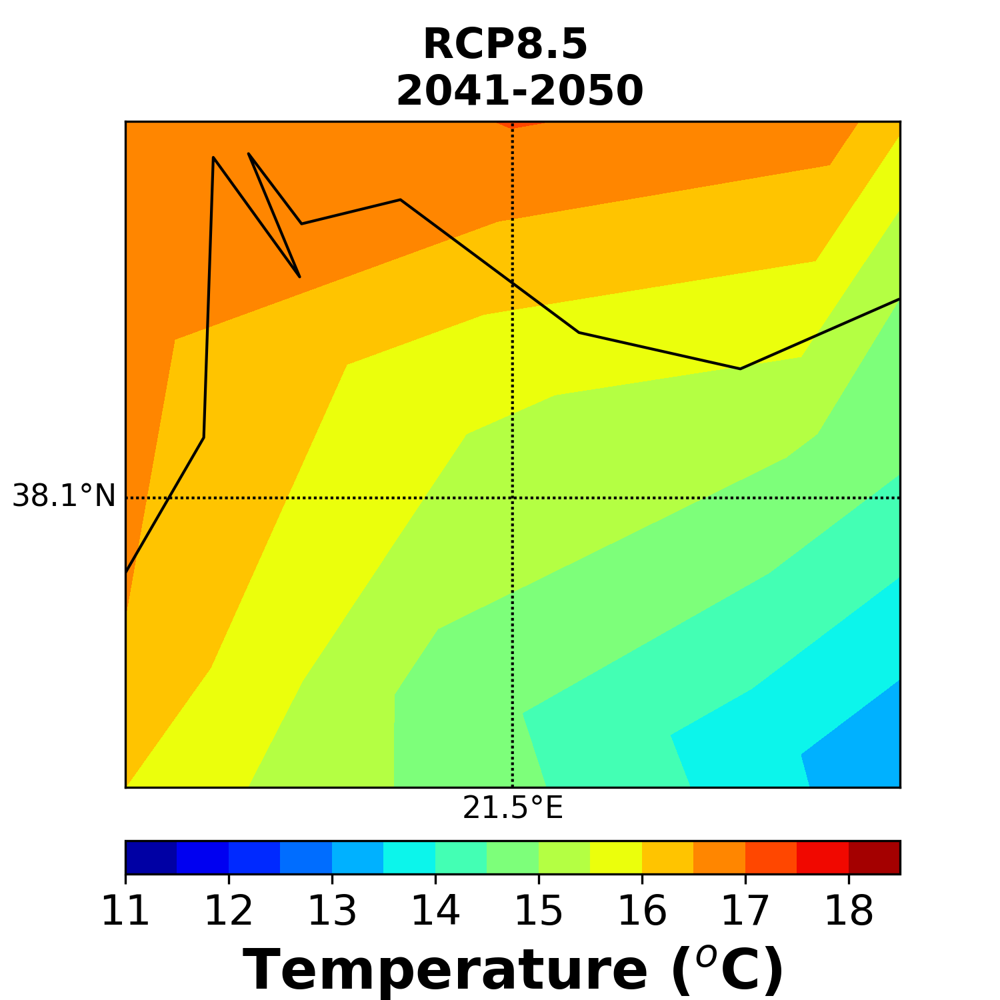 RCP8.5
2041-2050
38.1°N
21.5°E
11 12 13 14 15 16 17 18
Temperature (°C)